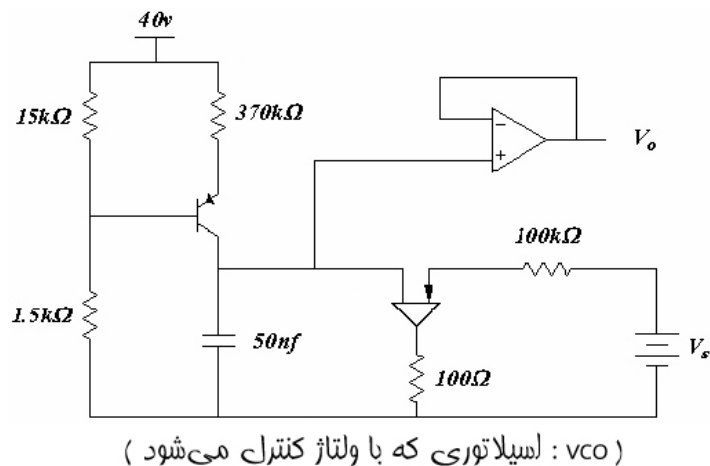 40v
15kΩ
370kΩ
Vo
100kΩ
1.5kΩ
50nf
100Ω
Vs
( vco : اسیلاتوری که با ولتاژ کنترل می‌شود )